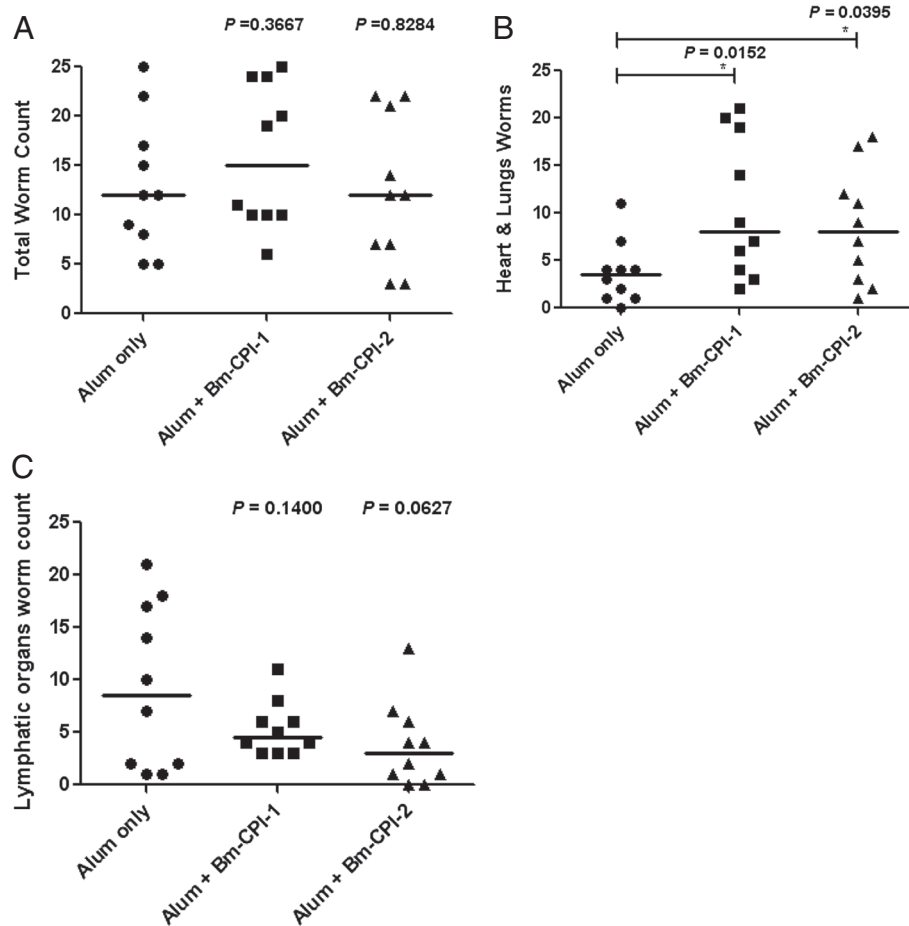 A
P =0.3667
P =0.8284
Total Worm Count
25
20
15
10
5
0
Alum only
Alum + Bm-CPI-1
Alum + Bm-CPI-2
B
P = 0.0395
*
P = 0.0152
*
Heart & Lungs Worms
25
20
15
10
5
0
Alum only
Alum + Bm-CPI-1
Alum + Bm-CPI-2
C
P = 0.1400
P = 0.0627
Lymphatic organs worm count
25
20
15
10
5
0
Alum only
Alum + Bm-CPI-1
Alum + Bm-CPI-2